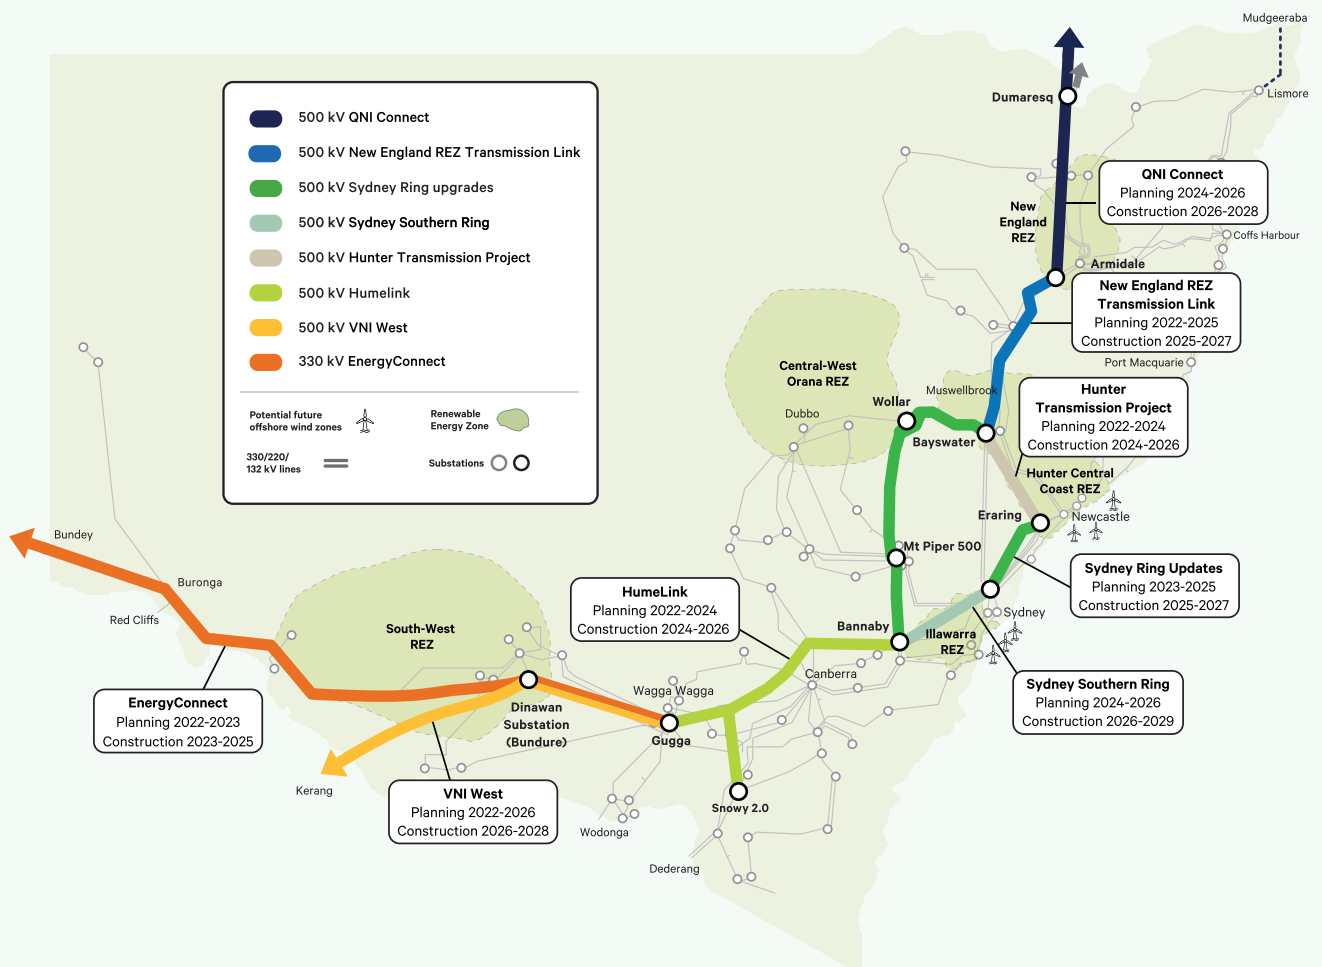 Mudgeeraba
Lismore
Dumaresq
500 kV QNI Connect
500 kV New England REZ Transmission Link
500 kV Sydney Ring upgrades
500 kV Sydney Southern Ring
500 kV Hunter Transmission Project
500 kV Humelink
500 kV VNI West
330 kV EnergyConnect
Potential future
offshore wind zones
Renewable
Energy Zone
330/220/
132 kV lines
Substations
QNI Connect
Planning 2024-2026
Construction 2026-2028
New
England
REZ
Coffs Harbour
Armidale
New England REZ
Transmission Link
Planning 2022-2025
Construction 2025-2027
Port Macquarie
Central-West
Orana REZ
Muswellbrook
Wollar
Dubbo
Bayswater
Hunter
Transmission Project
Planning 2022-2024
Construction 2024-2026
Hunter Central
Coast REZ
Eraring
Newcastle
Mt Piper 500
Sydney Ring Updates
Planning 2023-2025
Construction 2025-2027
Bundey
Buronga
Red Cliffs
South-West
REZ
HumeLink
Planning 2022-2024
Construction 2024-2026
Bannaby
Sydney
Illawarra
REZ
Canberra
Sydney Southern Ring
Planning 2024-2026
Construction 2026-2029
Wagga Wagga
EnergyConnect
Planning 2022-2023
Construction 2023-2025
Dinawan
Substation
(Bundure)
Gugga
Kerang
VNI West
Planning 2022-2026
Construction 2026-2028
Snowy 2.0
Wodonga
Dederang